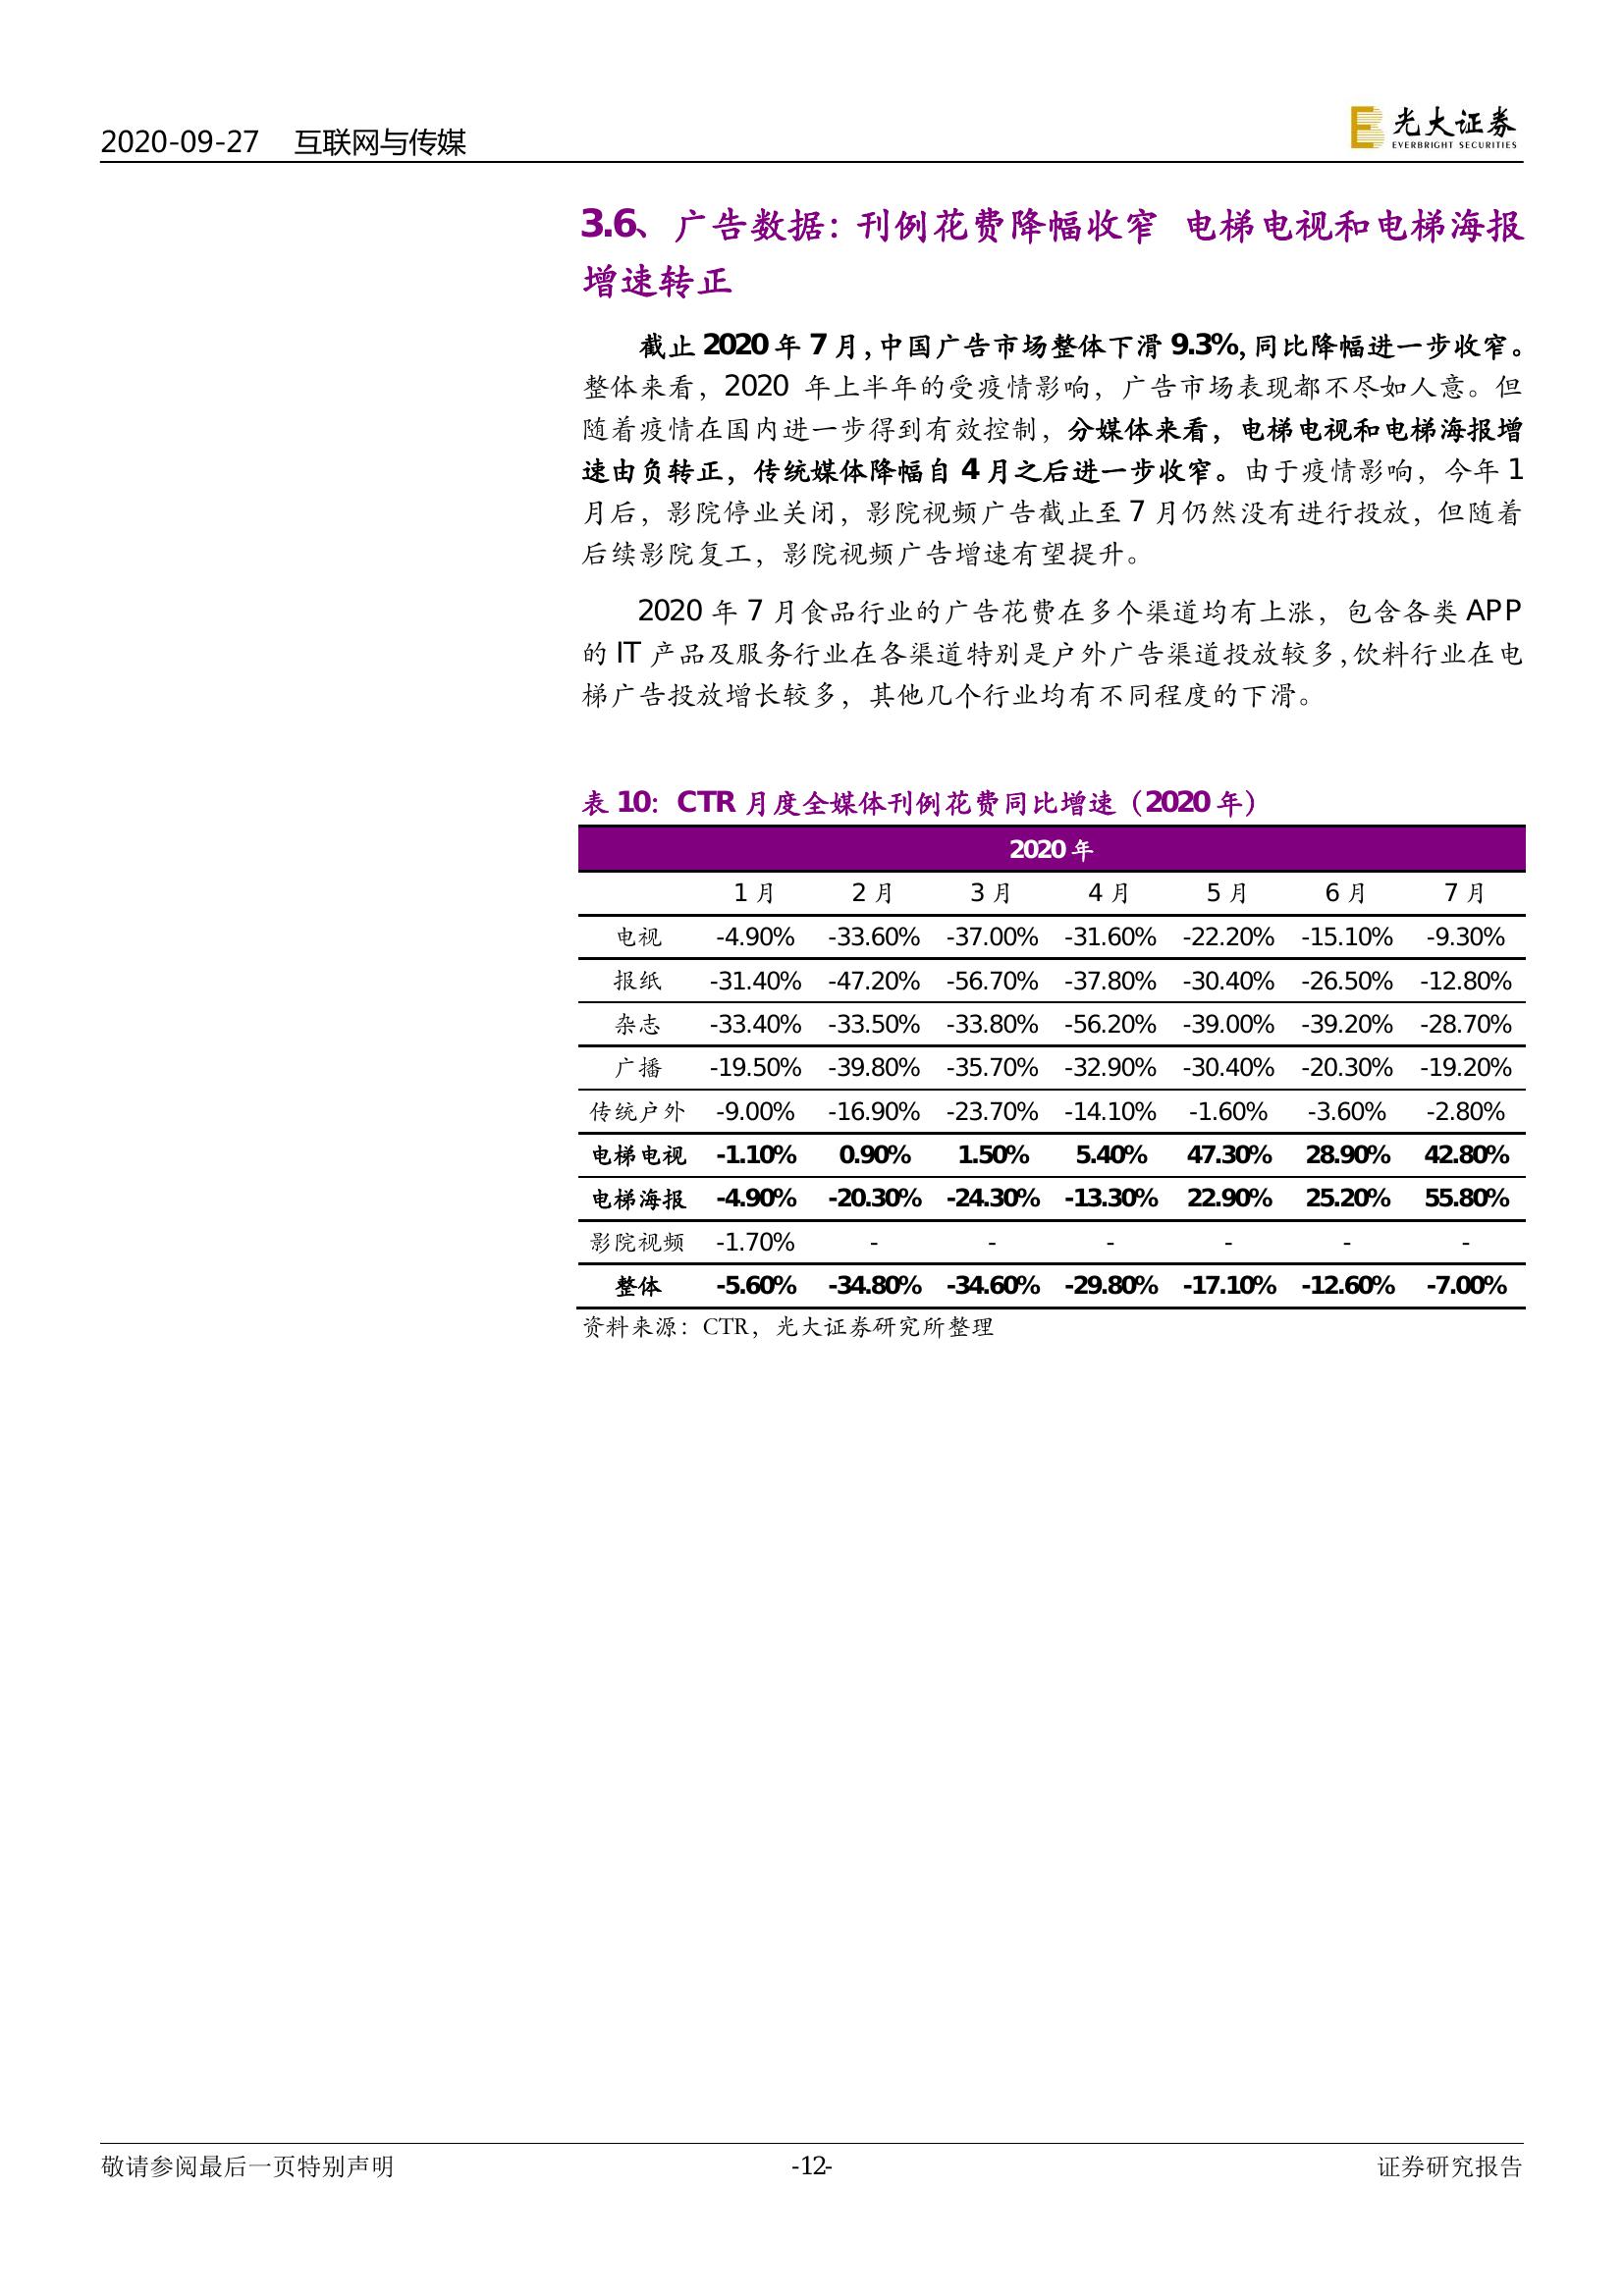 2020-09-27 互联网与传媒
光大证券
EVERBRIGHT SECURITIES
3.6、广告数据：刊例花费降幅收窄 电梯电视和电梯海报
增速转正
截止 2020 年 7 月,中国广告市场整体下滑 9.3%,同比降幅进一步收窄。
整体来看，2020 年上半年的受疫情影响，广告市场表现都不尽如人意。但
随着疫情在国内进一步得到有效控制，分媒体来看，电梯电视和电梯海报增
速由负转正，传统媒体降幅自 4 月之后进一步收窄。由于疫情影响，今年 1
月后，影院停业关闭，影院视频广告截止至 7 月仍然没有进行投放，但随着
后续影院复工，影院视频广告增速有望提升。
2020 年 7 月食品行业的广告花费在多个渠道均有上涨，包含各类 APP
的 IT 产品及服务行业在各渠道特别是户外广告渠道投放较多,饮料行业在电
梯广告投放增长较多，其他几个行业均有不同程度的下滑。
表 10：CTR 月度全媒体刊例花费同比增速（2020 年）
2020 年
1 月 2 月 3 月 4 月 5 月 6 月 7 月
电视 -4.90% -33.60% -37.00% -31.60% -22.20% -15.10% -9.30%
报纸 -31.40% -47.20% -56.70% -37.80% -30.40% -26.50% -12.80%
杂志 -33.40% -33.50% -33.80% -56.20% -39.00% -39.20% -28.70%
广播 -19.50% -39.80% -35.70% -32.90% -30.40% -20.30% -19.20%
传统户外 -9.00% -16.90% -23.70% -14.10% -1.60% -3.60% -2.80%
电梯电视 -1.10% 0.90% 1.50% 5.40% 47.30% 28.90% 42.80%
电梯海报 -4.90% -20.30% -24.30% -13.30% 22.90% 25.20% 55.80%
影院视频 -1.70% - - - - - -
整体 -5.60% -34.80% -34.60% -29.80% -17.10% -12.60% -7.00%
资料来源：CTR，光大证券研究所整理
敬请参阅最后一页特别声明 -12- 证券研究报告